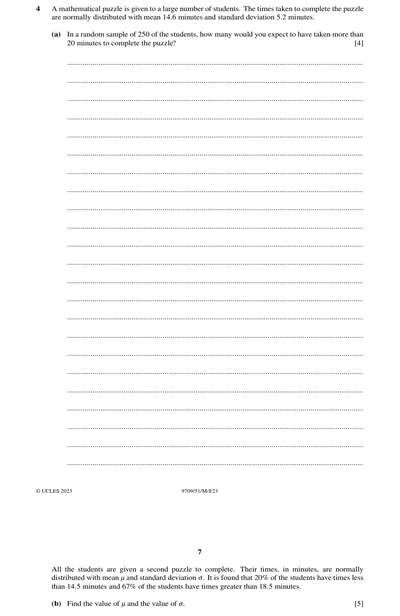 4 A mathematical puzzle is given to a large number of students. The times taken to complete the puzzle
are normally distributed with mean 14.6 minutes and standard deviation 5.2 minutes.
(a) In a random sample of 250 of the students, how many would you expect to have taken more than
20 minutes to complete the puzzle? [4]
© UCLES 2023 9709/51/M/J/23
7
All the students are given a second puzzle to complete. Their times, in minutes, are normally
distributed with mean μ and standard deviation σ. It is found that 20% of the students have times less
than 14.5 minutes and 67% of the students have times greater than 18.5 minutes.
(b) Find the value of μ and the value of σ. [5]